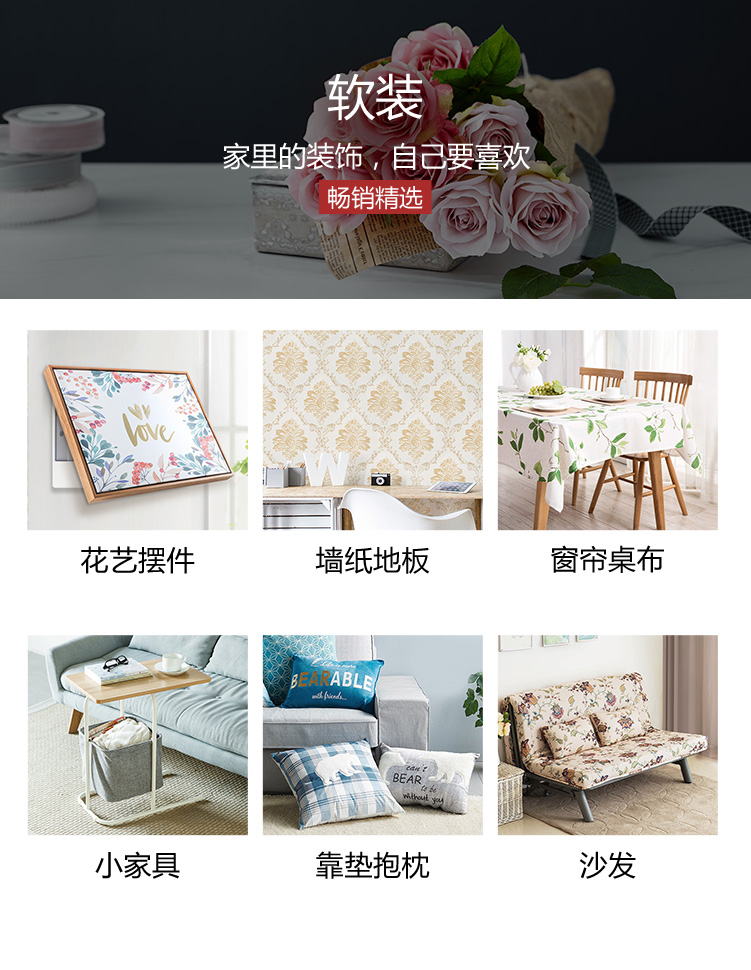 软装
家里的装饰，自己要喜欢
畅销精选
love
W
花艺摆件
墙纸地板
窗帘桌布
BEARABLE
with friends...
can't
BEAR
to be
without you
小家具
靠垫抱枕
沙发